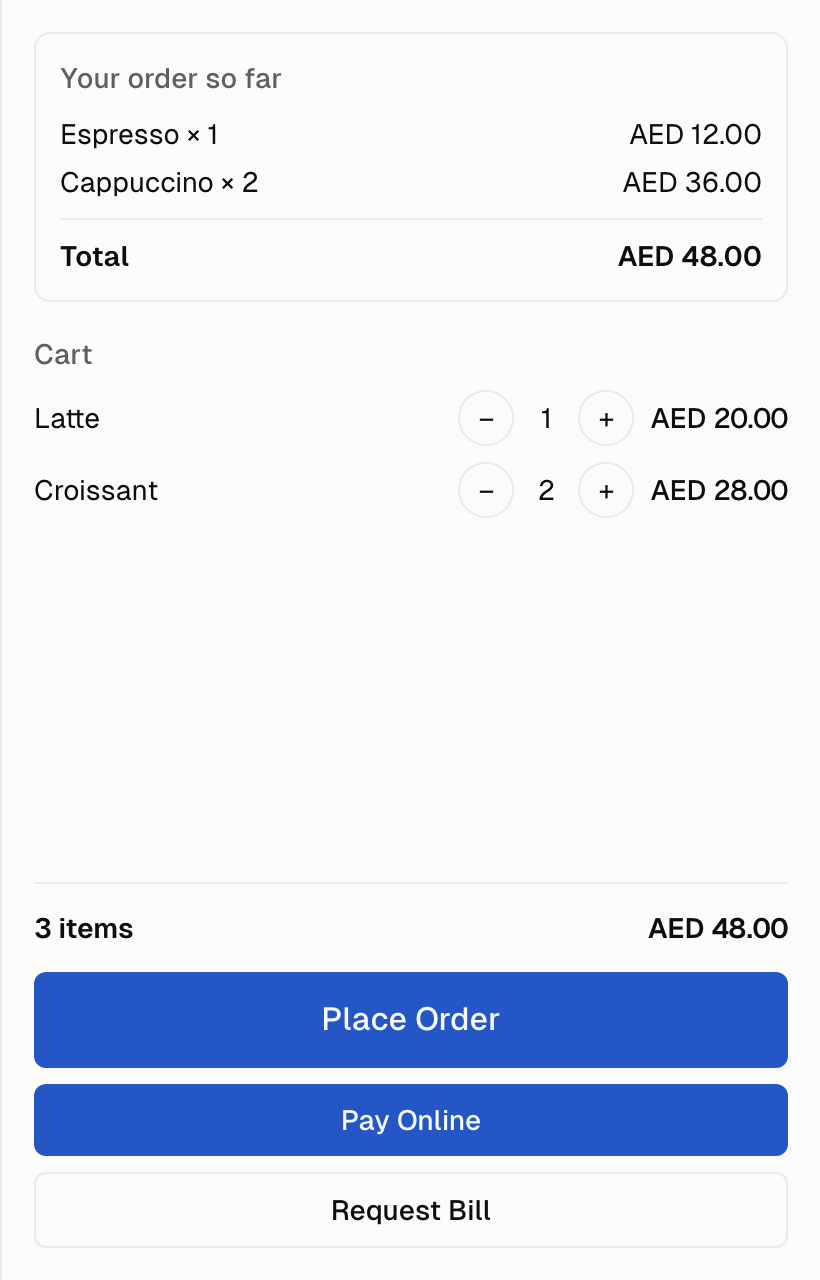 Your order so far
Espresso × 1 AED 12.00
Cappuccino × 2 AED 36.00
Total AED 48.00
Cart
Latte − 1 + AED 20.00
Croissant − 2 + AED 28.00
3 items AED 48.00
Place Order
Pay Online
Request Bill